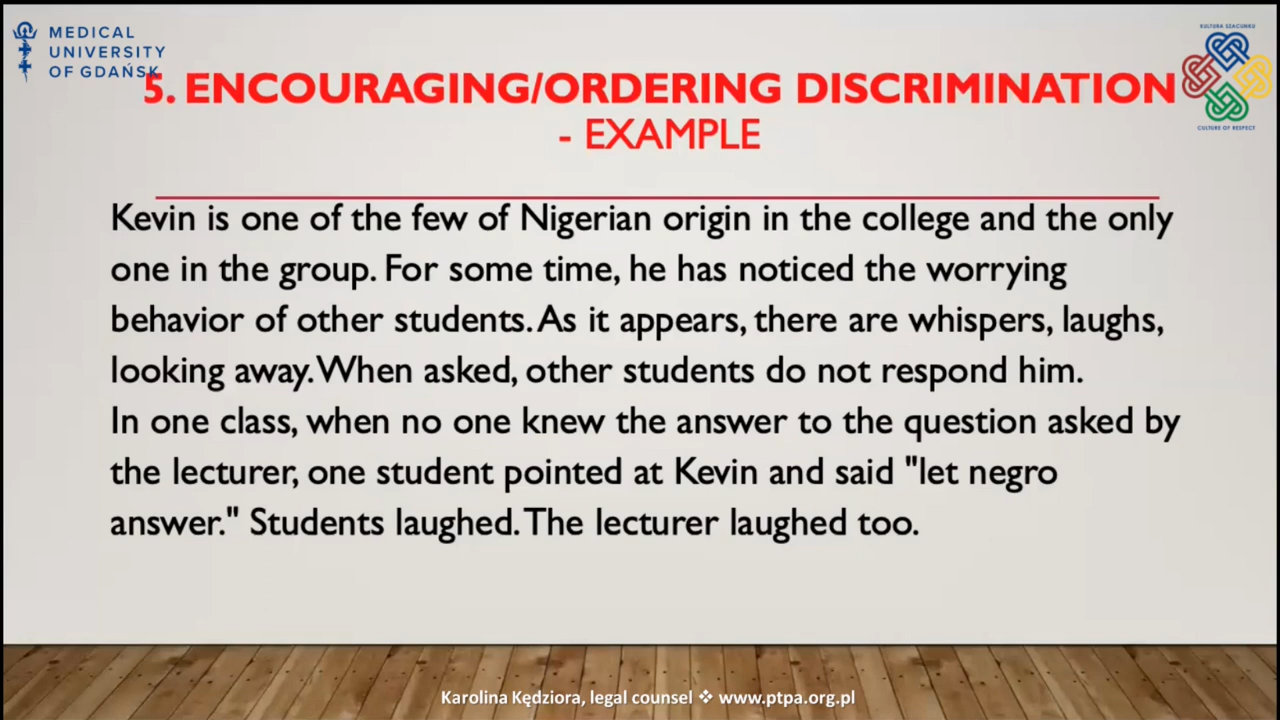 MEDICAL
UNIVERSITY
OF GDAŃSK
KULTURA SZACUNKU
CULTURE OF RESPECT
5. ENCOURAGING/ORDERING DISCRIMINATION
- EXAMPLE
Kevin is one of the few of Nigerian origin in the college and the only
one in the group. For some time, he has noticed the worrying
behavior of other students. As it appears, there are whispers, laughs,
looking away. When asked, other students do not respond him.
In one class, when no one knew the answer to the question asked by
the lecturer, one student pointed at Kevin and said "let negro
answer." Students laughed. The lecturer laughed too.
Karolina Kędziora, legal counsel ❖ www.ptpa.org.pl